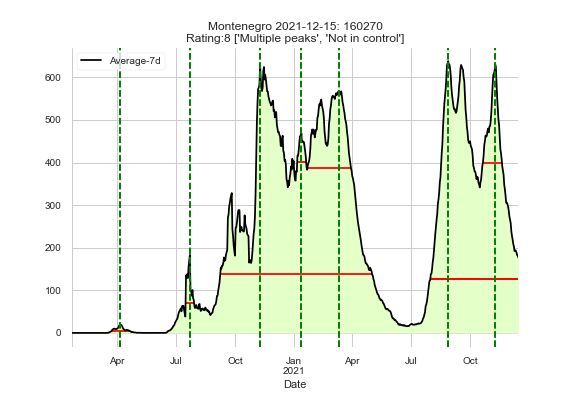 Montenegro 2021-12-15: 160270
Rating:8 ['Multiple peaks', 'Not in control']
Average-7d
600
500
400
300
200
100
0
Apr
Jul
Oct
Jan
2021
Apr
Jul
Oct
Date